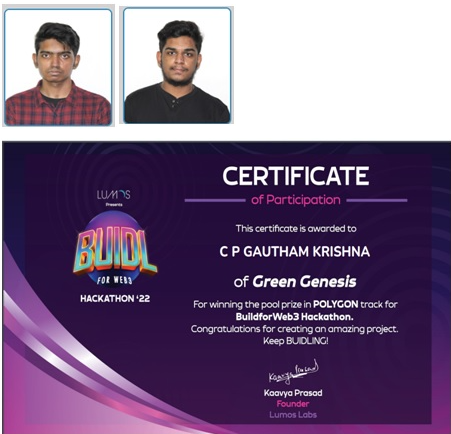 LUMOS
Presents
BUIDL
FOR WEB3
HACKATHON '22
CERTIFICATE
of Participation
This certificate is awarded to
C P GAUTHAM KRISHNA
of Green Genesis
For winning the pool prize in POLYGON track for
BuildforWeb3 Hackathon.
Congratulations for creating an amazing project.
Keep BUIDLING!
Kaavya Prasad
Kaavya Prasad
Founder
Lumos Labs